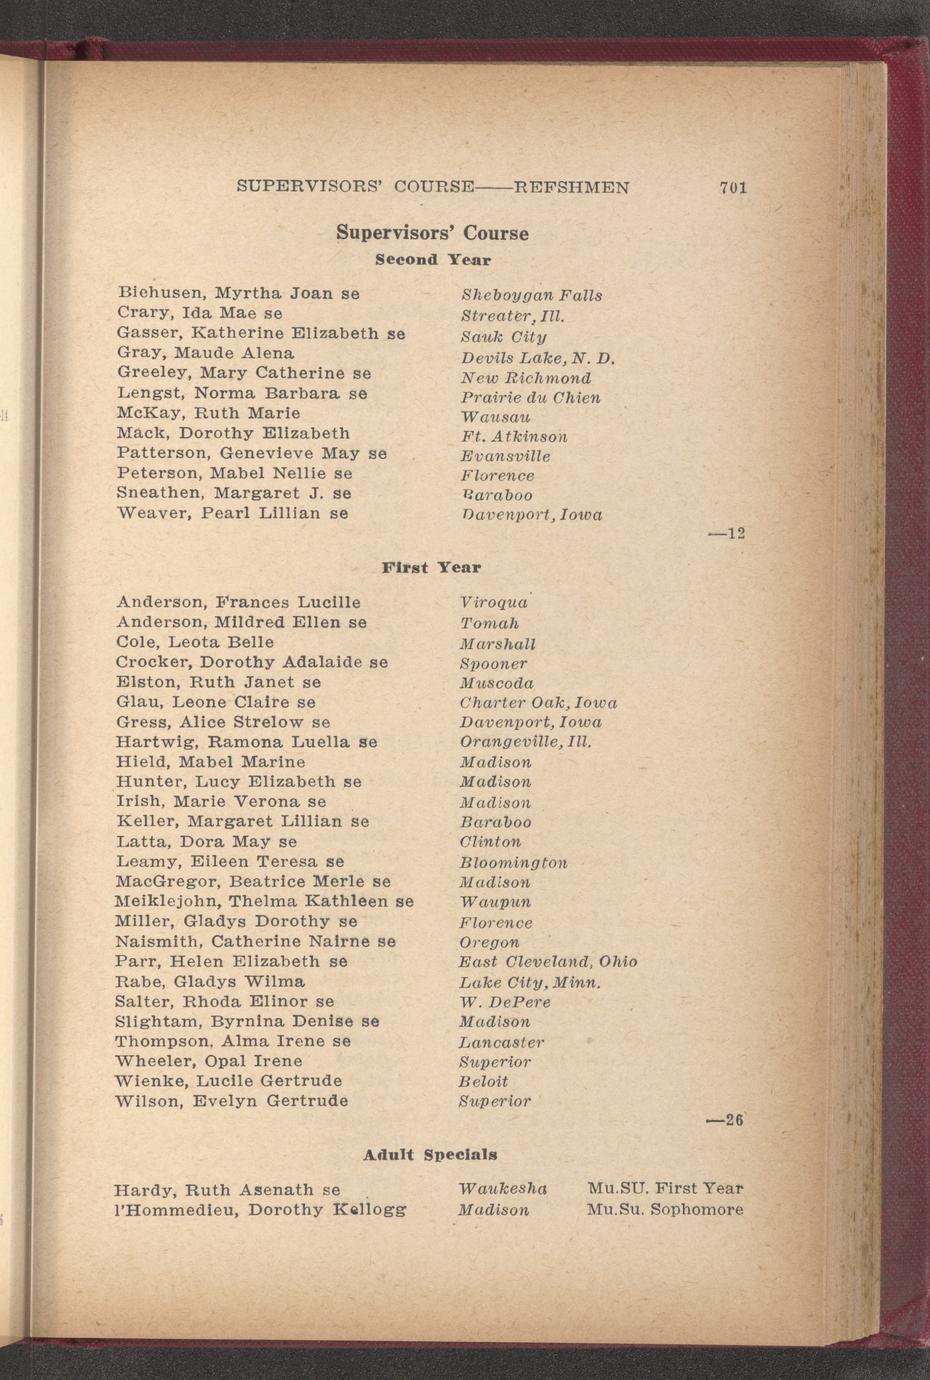 SUPERVISORS' COURSE——REFSHMEN 701
Supervisors' Course
Second Year
Biehusen, Myrtha Joan se Sheboygan Falls
Crary, Ida Mae se Streater, Ill.
Gasser, Katherine Elizabeth se Sauk City
Gray, Maude Alena Devils Lake, N. D.
Greeley, Mary Catherine se New Richmond
Lengst, Norma Barbara se Prairie du Chien
McKay, Ruth Marie Wausau
Mack, Dorothy Elizabeth Ft. Atkinson
Patterson, Genevieve May se Evansville
Peterson, Mabel Nellie se Florence
Sneathen, Margaret J. se Baraboo
Weaver, Pearl Lillian se Davenport, Iowa
—12
First Year
Anderson, Frances Lucille Viroqua
Anderson, Mildred Ellen se Tomah
Cole, Leota Belle Marshall
Crocker, Dorothy Adalaide se Spooner
Elston, Ruth Janet se Muscoda
Glau, Leone Claire se Charter Oak, Iowa
Gress, Alice Strelow se Davenport, Iowa
Hartwig, Ramona Luella se Orangeville, Ill.
Hield, Mabel Marine Madison
Hunter, Lucy Elizabeth se Madison
Irish, Marie Verona se Madison
Keller, Margaret Lillian se Baraboo
Latta, Dora May se Clinton
Leamy, Eileen Teresa se Bloomington
MacGregor, Beatrice Merle se Madison
Meiklejohn, Thelma Kathleen se Waupun
Miller, Gladys Dorothy se Florence
Naismith, Catherine Nairne se Oregon
Parr, Helen Elizabeth se East Cleveland, Ohio
Rabe, Gladys Wilma Lake City, Minn.
Salter, Rhoda Elinor se W. DePere
Slightam, Byrnina Denise se Madison
Thompson, Alma Irene se Lancaster
Wheeler, Opal Irene Superior
Wienke, Lucile Gertrude Beloit
Wilson, Evelyn Gertrude Superior
—26
Adult Specials
Hardy, Ruth Asenath se Waukesha Mu.SU. First Year
l'Hommedieu, Dorothy Kellogg Madison Mu.Su. Sophomore